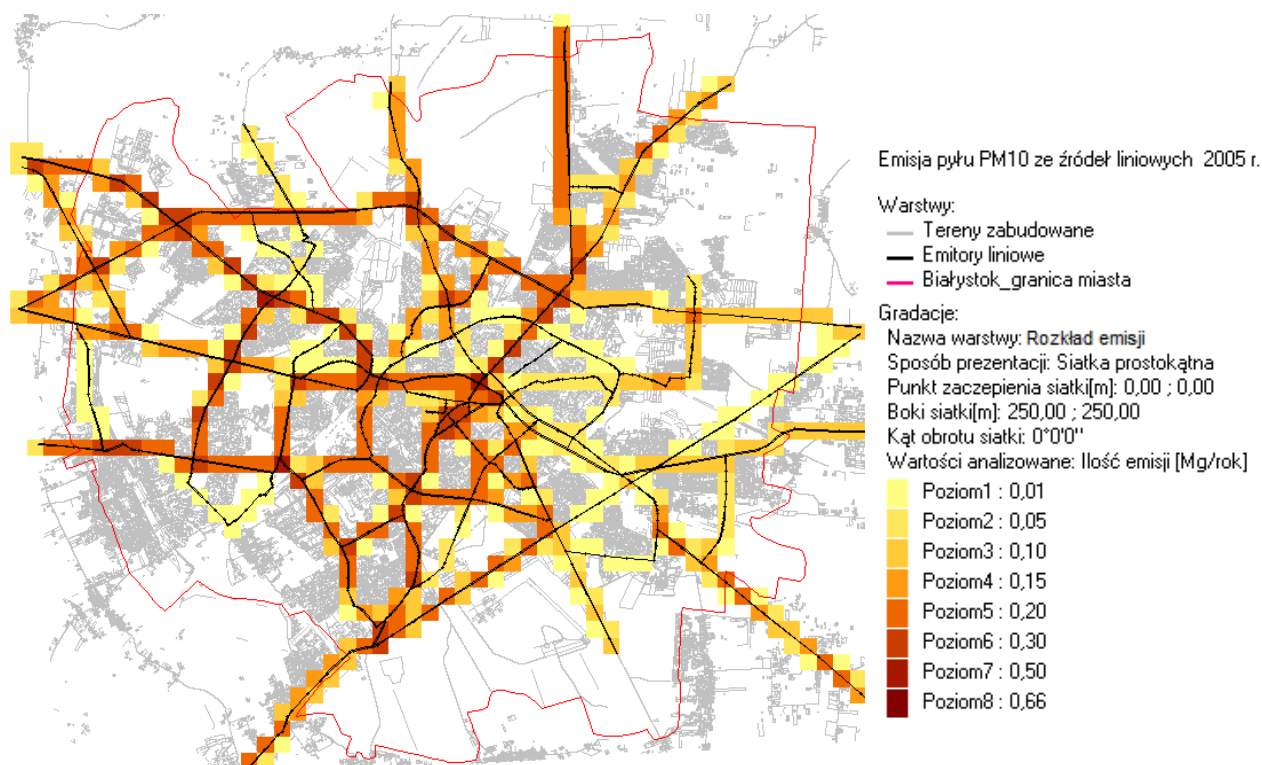 Emisja pyłu PM10 ze źródeł liniowych 2005 r.
Warstwy:
Tereny zabudowane
Emitory liniowe
Białystok_granica miasta
Gradacje:
Nazwa warstwy: Rozkład emisji
Sposób prezentacji: Siatka prostokątna
Punkt zaczepienia siatki[m]: 0,00 ; 0,00
Boki siatki[m]: 250,00 ; 250,00
Kąt obrotu siatki: 0°0'0''
Wartości analizowane: Ilość emisji [Mg/rok]
Poziom1 : 0,01
Poziom2 : 0,05
Poziom3 : 0,10
Poziom4 : 0,15
Poziom5 : 0,20
Poziom6 : 0,30
Poziom7 : 0,50
Poziom8 : 0,66